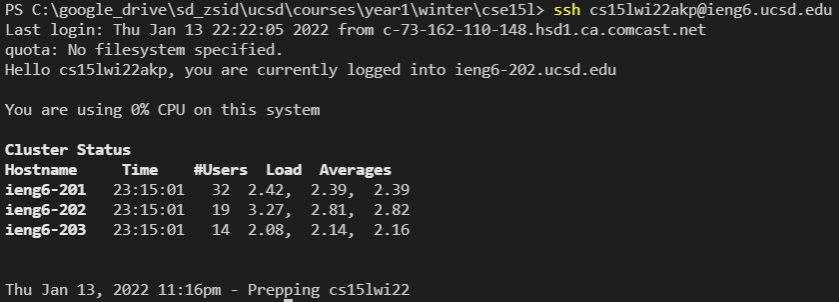 PS C:\google_drive\sd_zsid\ucsd\courses\year1\winter\cse15l> ssh cs15lwi22akp@ieng6.ucsd.edu
Last login: Thu Jan 13 22:22:05 2022 from c-73-162-110-148.hsd1.ca.comcast.net
quota: No filesystem specified.
Hello cs15lwi22akp, you are currently logged into ieng6-202.ucsd.edu
You are using 0% CPU on this system
Cluster Status
Hostname     Time    #Users  Load  Averages
ieng6-201   23:15:01   32  2.42,  2.39,  2.39
ieng6-202   23:15:01   19  3.27,  2.81,  2.82
ieng6-203   23:15:01   14  2.08,  2.14,  2.16
Thu Jan 13, 2022 11:16pm - Prepping cs15lwi22